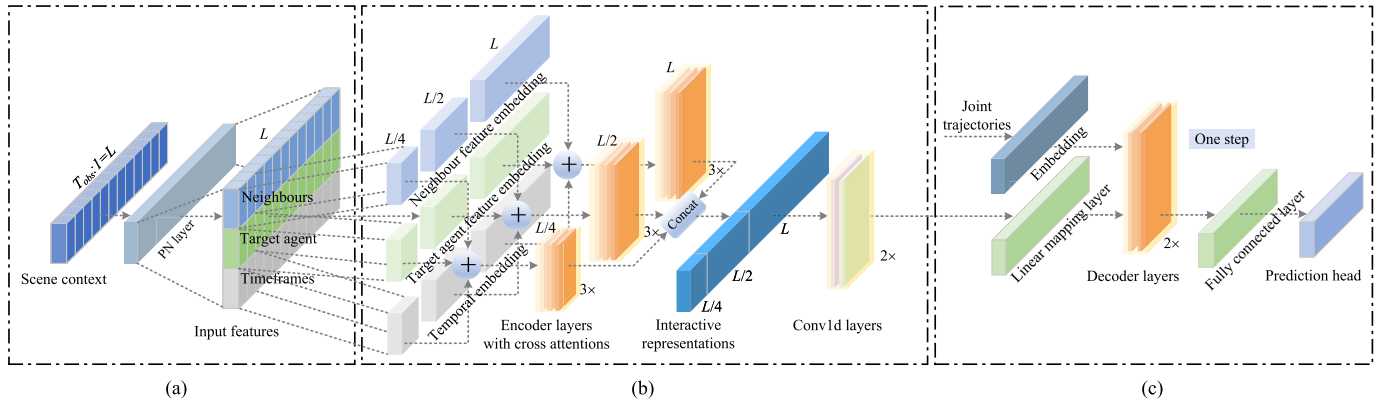 T_obs·1=L
PN layer
Scene context
L
Neighbours
Target agent
Timeframes
Input features
(a)
L/4
L/2
L
Neighbour feature embedding
Target agent feature embedding
Temporal embedding
+
+
+
L/4
3×
L/2
3×
L
3×
Encoder layers
with cross attentions
Concat
L/4
L/2
L
Interactive
representations
2×
Conv1d layers
(b)
Joint
trajectories
Embedding
Linear mapping layer
One step
2×
Decoder layers
Fully connected layer
Prediction head
(c)